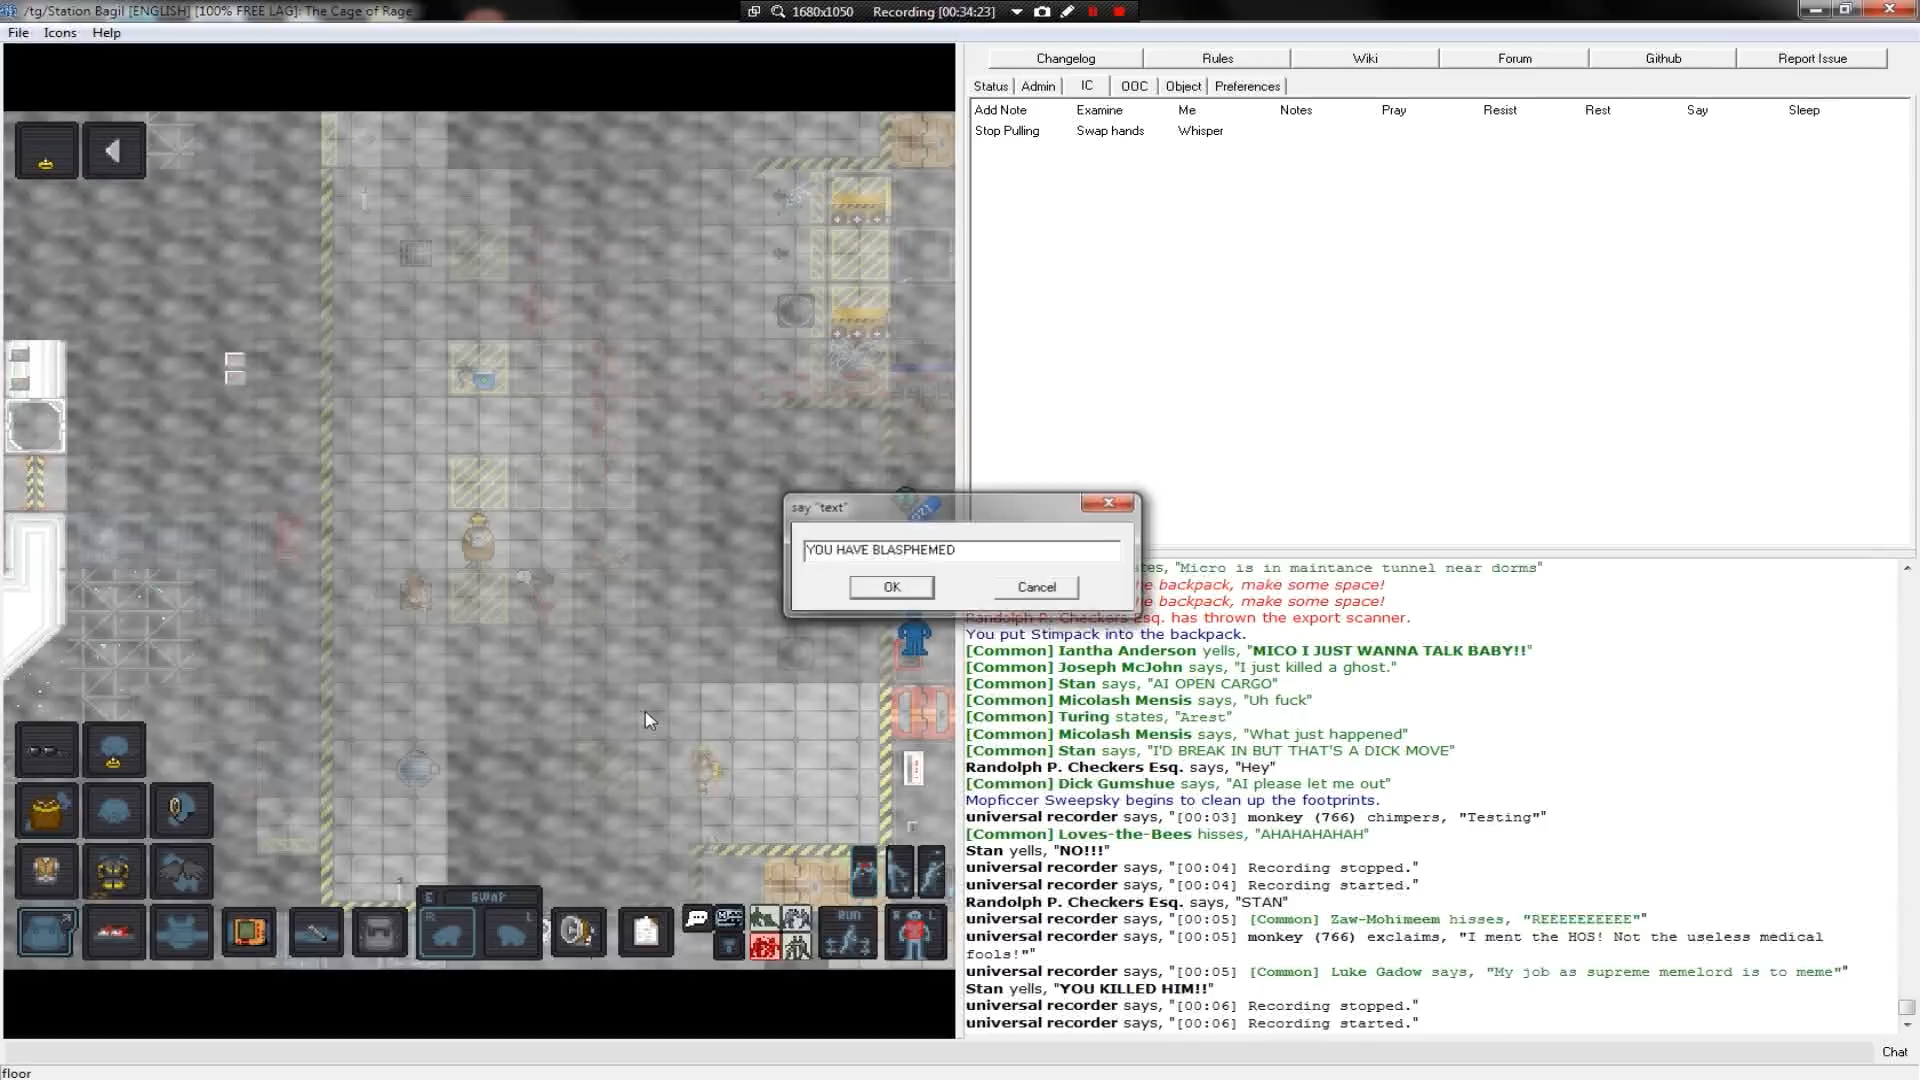 /tg/Station Bagil [ENGLISH] [100% FREE LAG]: The Cage of Rage
1680x1050 Recording [00:34:23]
File Icons Help
Changelog Rules Wiki Forum Github Report Issue
Status Admin IC OOC Object Preferences
Add Note Examine Me Notes Pray Resist Rest Say Sleep
Stop Pulling Swap hands Whisper
say "text"
YOU HAVE BLASPHEMED
OK Cancel
tes, "Micro is in maintance tunnel near dorms"
e backpack, make some space!
e backpack, make some space!
Randolph P. Checkers Esq. has thrown the export scanner.
You put Stimpack into the backpack.
[Common] Iantha Anderson yells, "MICO I JUST WANNA TALK BABY!!"
[Common] Joseph McJohn says, "I just killed a ghost."
[Common] Stan says, "AI OPEN CARGO"
[Common] Micolash Mensis says, "Uh fuck"
[Common] Turing states, "Arest"
[Common] Micolash Mensis says, "What just happened"
[Common] Stan says, "I'D BREAK IN BUT THAT'S A DICK MOVE"
Randolph P. Checkers Esq. says, "Hey"
[Common] Dick Gumshue says, "AI please let me out"
Mopficcer Sweepsky begins to clean up the footprints.
universal recorder says, "[00:03] monkey (766) chimpers, "Testing""
[Common] Loves-the-Bees hisses, "AHAHAHAHAH"
Stan yells, "NO!!!"
universal recorder says, "[00:04] Recording stopped."
universal recorder says, "[00:04] Recording started."
Randolph P. Checkers Esq. says, "STAN"
universal recorder says, "[00:05] [Common] Zaw-Mohimeem hisses, "REEEEEEEEEE""
universal recorder says, "[00:05] monkey (766) exclaims, "I ment the HOS! Not the useless medical
fools!""
universal recorder says, "[00:05] [Common] Luke Gadow says, "My job as supreme memelord is to meme""
Stan yells, "YOU KILLED HIM!!"
universal recorder says, "[00:06] Recording stopped."
universal recorder says, "[00:06] Recording started."
E SWAP
R L
RUN
R L
Chat
floor